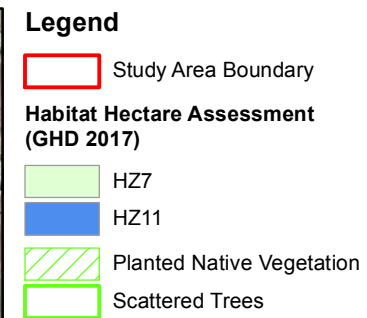 Legend
Study Area Boundary
Habitat Hectare Assessment
(GHD 2017)
HZ7
HZ11
Planted Native Vegetation
Scattered Trees